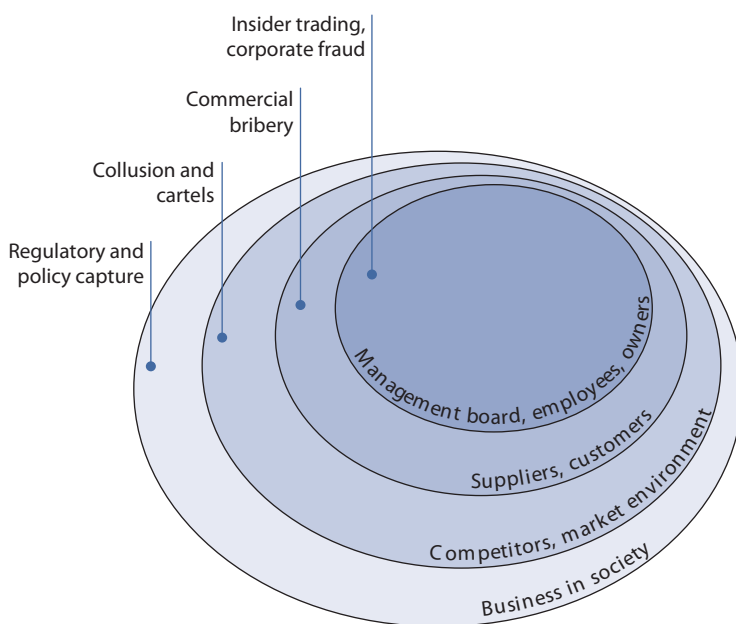 Insider trading,
corporate fraud
Commercial
bribery
Collusion and
cartels
Regulatory and
policy capture
Management board, employees, owners
Suppliers, customers
Competitors, market environment
Business in society